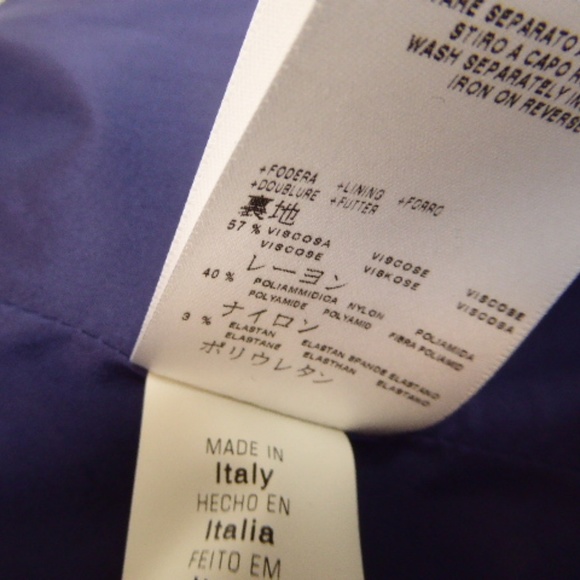 SEPARATO
STIRO A CAPO
WASH SEPARATELY IN
IRON ON REVERSE
+FODERA +LINING +FORRO
+DOUBLURE +FUTTER
裏地
57 % VISCOSA VISCOSE VISCOSE
VISCOSE VISKOSE VISCOSA
レーヨン
40 % POLIAMMIDICA NYLON POLIAMIDA
POLYAMIDE POLYAMID FIBRA POLIAMID
ナイロン
3 % ELASTAN ELASTAN SPANDE ELASTANO
ELASTANE ELASTHAN ELASTANO
ポリウレタン
MADE IN
Italy
HECHO EN
Italia
FEITO EM